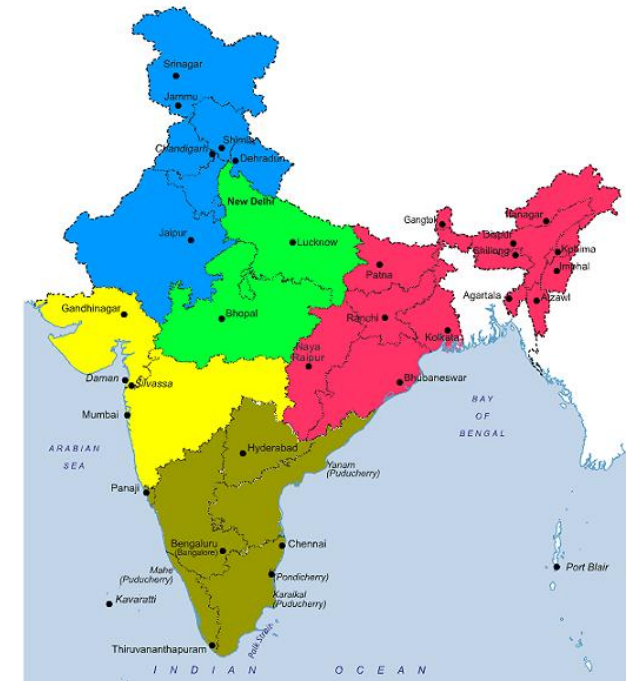 Srinagar
Jammu
Shimla
Chandigarh
Dehradun
New Delhi
Jaipur
Lucknow
Gangtok
Itanagar
Dispur
Shillong
Kohima
Imphal
Patna
Agartala
Aizawl
Gandhinagar
Bhopal
Ranchi
Kolkata
Naya
Raipur
Daman
Silvassa
Bhubaneswar
Mumbai
BAY
OF
BENGAL
ARABIAN
SEA
Hyderabad
Yanam
(Puducherry)
Panaji
Bengaluru
(Bangalore)
Chennai
Mahe
(Puducherry)
(Pondicherry)
Port Blair
Karaikal
(Puducherry)
Kavaratti
Palk Strait
Thiruvananthapuram
INDIAN OCEAN